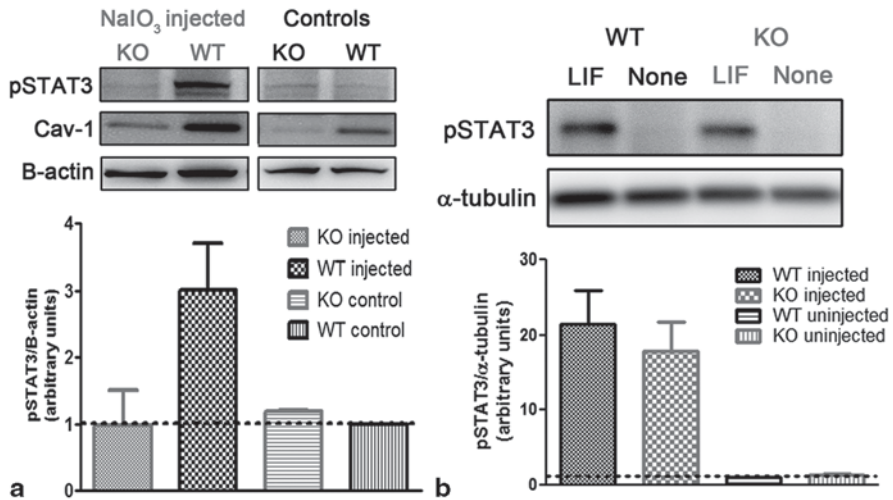 NaIO3 injected Controls
KO WT KO WT
pSTAT3
Cav-1
B-actin
4
3
2
1
0
pSTAT3/B-actin
(arbitrary units)
KO injected
WT injected
KO control
WT control
a
WT KO
LIF None LIF None
pSTAT3
α-tubulin
30
20
10
0
pSTAT3/α-tubulin
(arbitrary units)
WT injected
KO injected
WT uninjected
KO uninjected
b